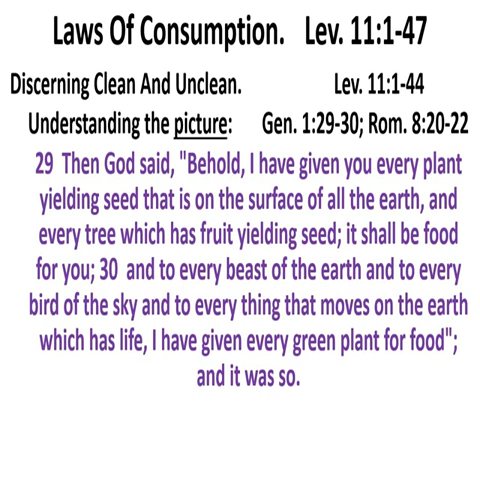 Laws Of Consumption. Lev. 11:1-47
Discerning Clean And Unclean. Lev. 11:1-44
Understanding the picture: Gen. 1:29-30; Rom. 8:20-22
29 Then God said, "Behold, I have given you every plant
yielding seed that is on the surface of all the earth, and
every tree which has fruit yielding seed; it shall be food
for you; 30 and to every beast of the earth and to every
bird of the sky and to every thing that moves on the earth
which has life, I have given every green plant for food";
and it was so.